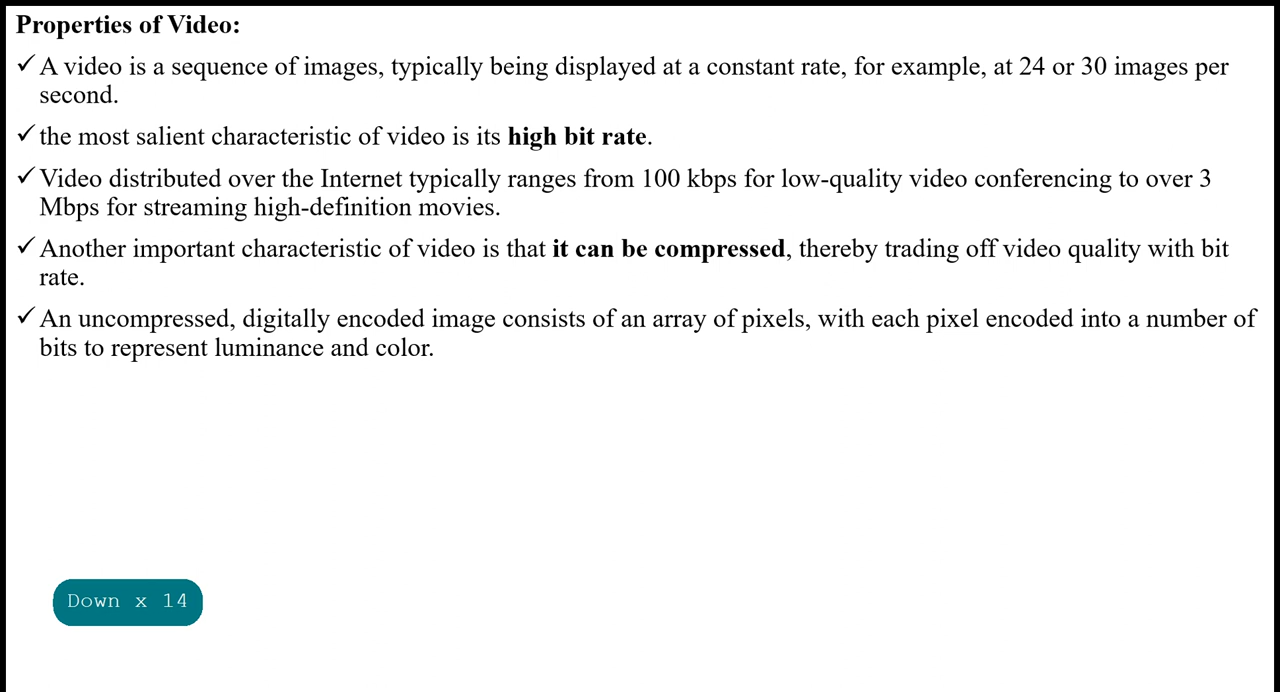 Properties of Video:
✓ A video is a sequence of images, typically being displayed at a constant rate, for example, at 24 or 30 images per
second.
✓ the most salient characteristic of video is its high bit rate.
✓ Video distributed over the Internet typically ranges from 100 kbps for low-quality video conferencing to over 3
Mbps for streaming high-definition movies.
✓ Another important characteristic of video is that it can be compressed, thereby trading off video quality with bit
rate.
✓ An uncompressed, digitally encoded image consists of an array of pixels, with each pixel encoded into a number of
bits to represent luminance and color.
Down x 14